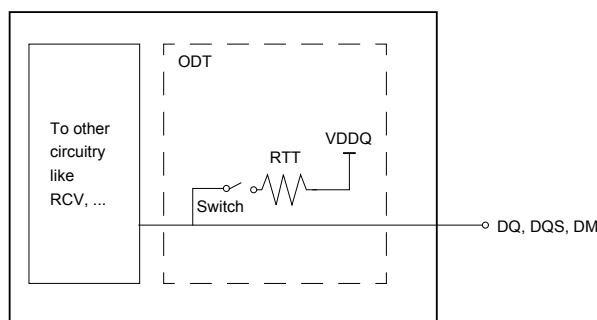 ODT
To other
circuitry
like
RCV, ...
VDDQ
RTT
Switch
DQ, DQS, DM